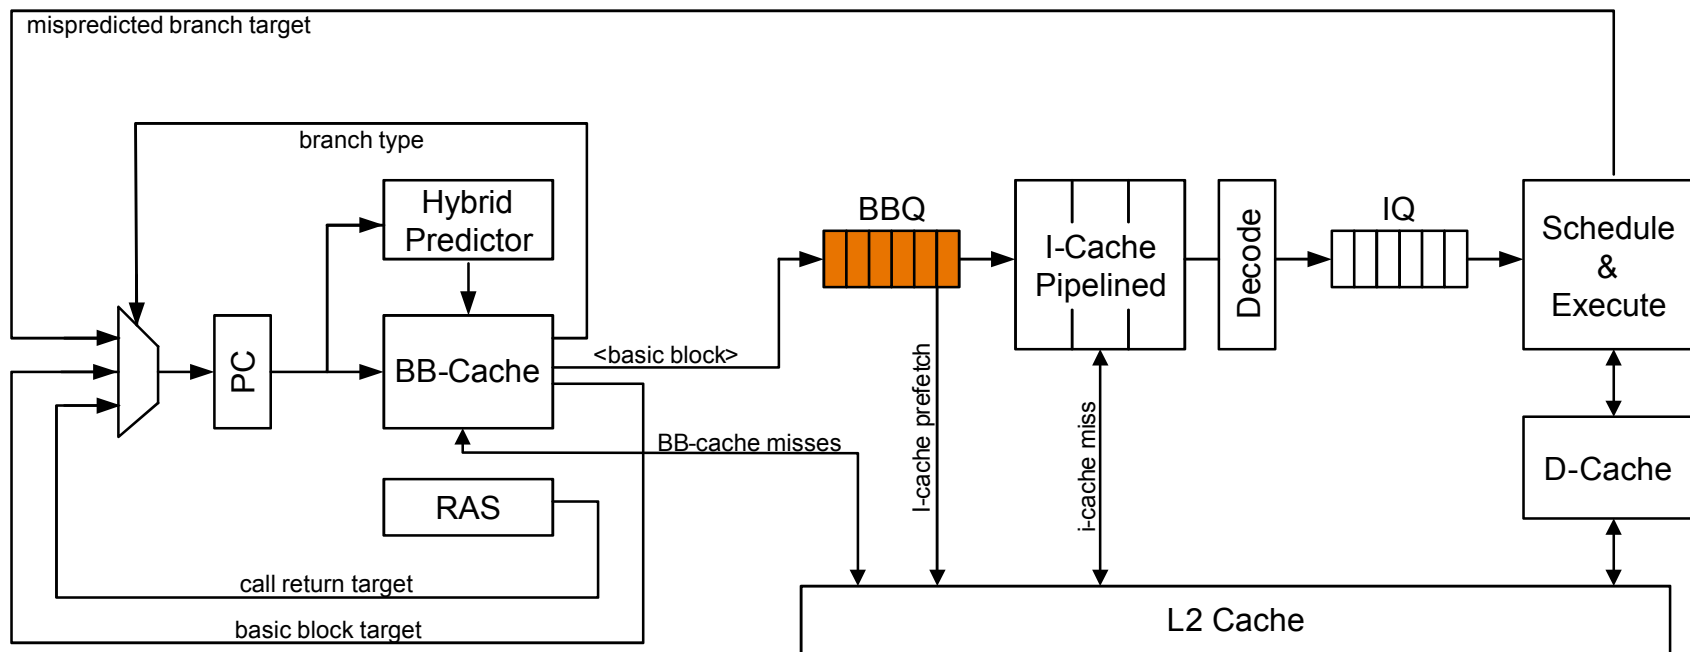 mispredicted branch target
branch type
Hybrid
Predictor
BBQ
I-Cache
Pipelined
Decode
IQ
Schedule
&
Execute
PC
BB-Cache
<basic block>
I-cache prefetch
i-cache miss
BB-cache misses
D-Cache
RAS
call return target
basic block target
L2 Cache